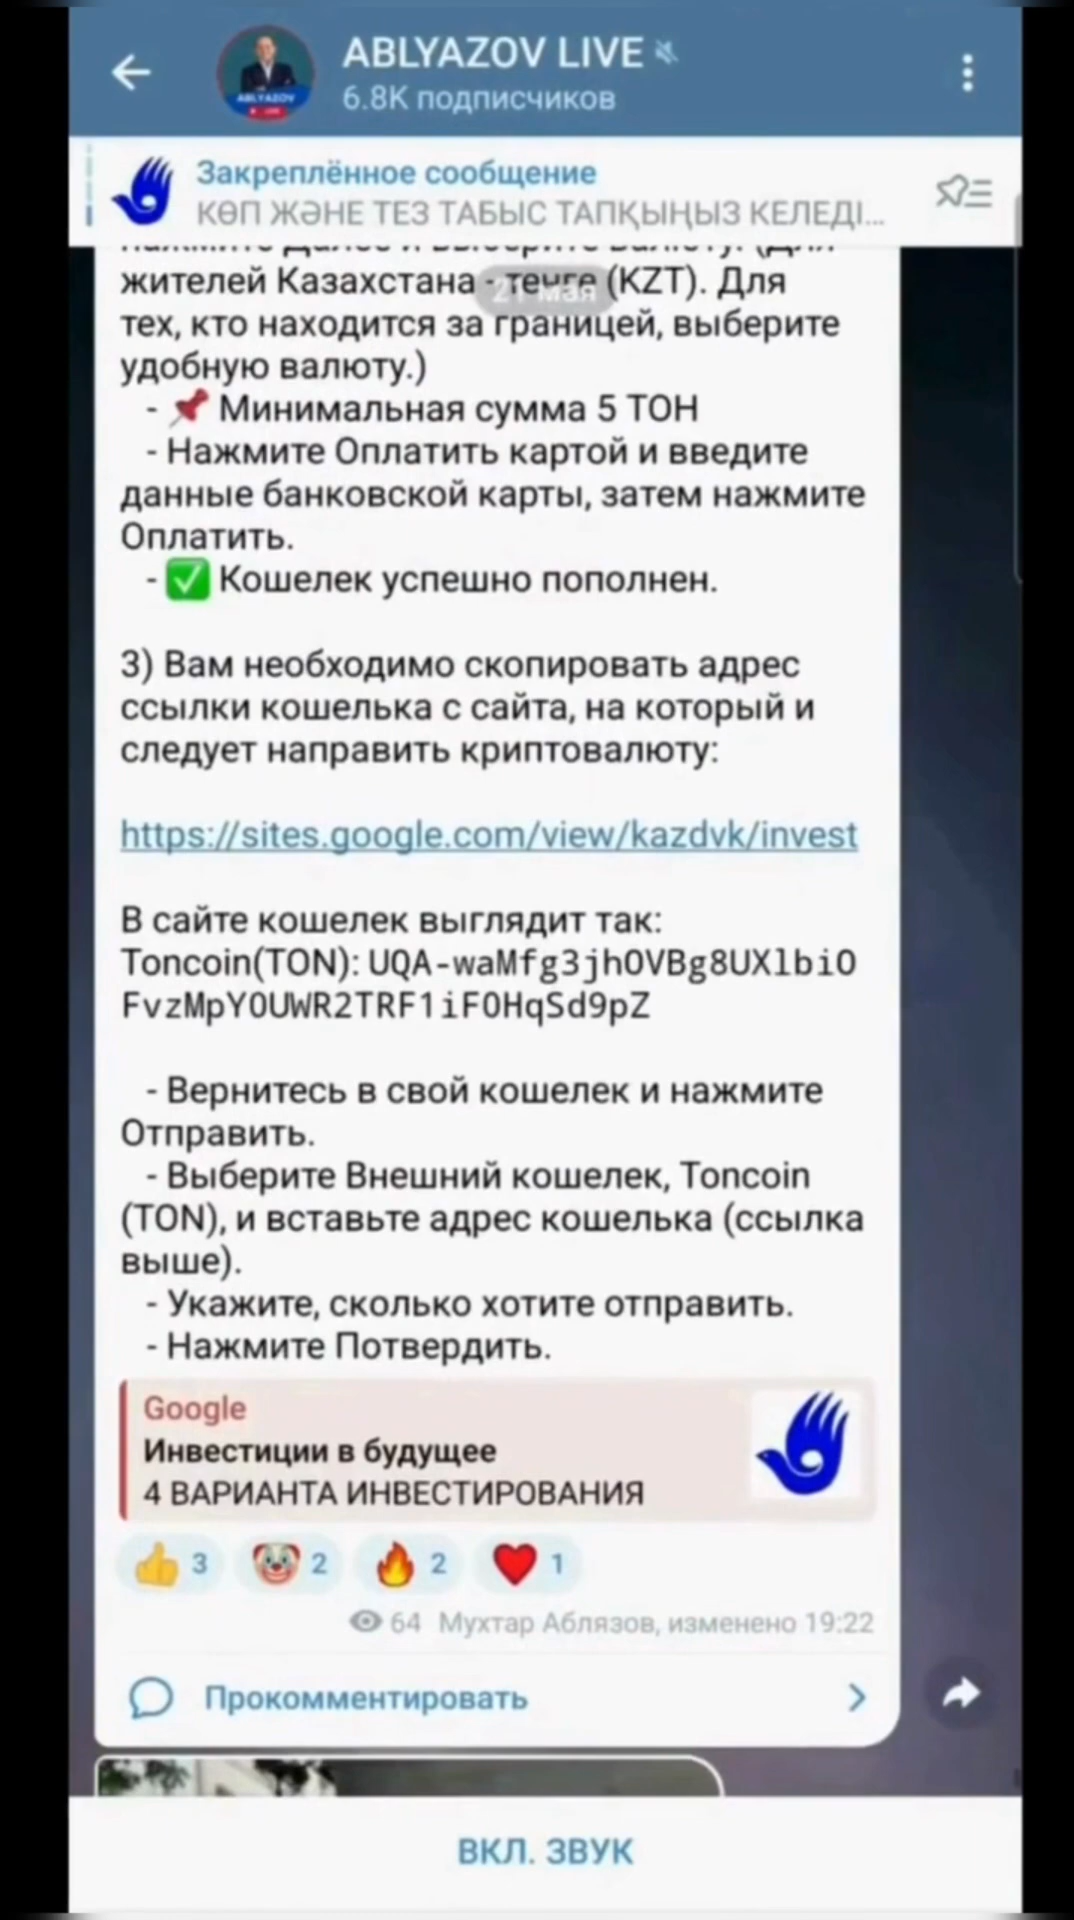 ABLYAZOV LIVE
6.8K подписчиков
ABLYAZOV
Закреплённое сообщение
КӨП ЖӘНЕ ТЕЗ ТАБЫС ТАПҚЫҢЫЗ КЕЛЕДІ...
21 мая
жителей Казахстана - тенге (KZT). Для
тех, кто находится за границей, выберите
удобную валюту.)
- 📌 Минимальная сумма 5 ТОН
- Нажмите Оплатить картой и введите
данные банковской карты, затем нажмите
Оплатить.
- ✅ Кошелек успешно пополнен.
3) Вам необходимо скопировать адрес
ссылки кошелька с сайта, на который и
следует направить криптовалюту:
https://sites.google.com/view/kazdvk/invest
В сайте кошелек выглядит так:
Toncoin(TON): UQA-waMfg3jhOVBg8UXlbiO
FvzMpY0UWR2TRF1iF0HqSd9pZ
- Вернитесь в свой кошелек и нажмите
Отправить.
- Выберите Внешний кошелек, Toncoin
(TON), и вставьте адрес кошелька (ссылка
выше).
- Укажите, сколько хотите отправить.
- Нажмите Потвердить.
Google
Инвестиции в будущее
4 ВАРИАНТА ИНВЕСТИРОВАНИЯ
👍 3 🤡 2 🔥 2 ❤ 1
64 Мухтар Аблязов, изменено 19:22
Прокомментировать
ВКЛ. ЗВУК